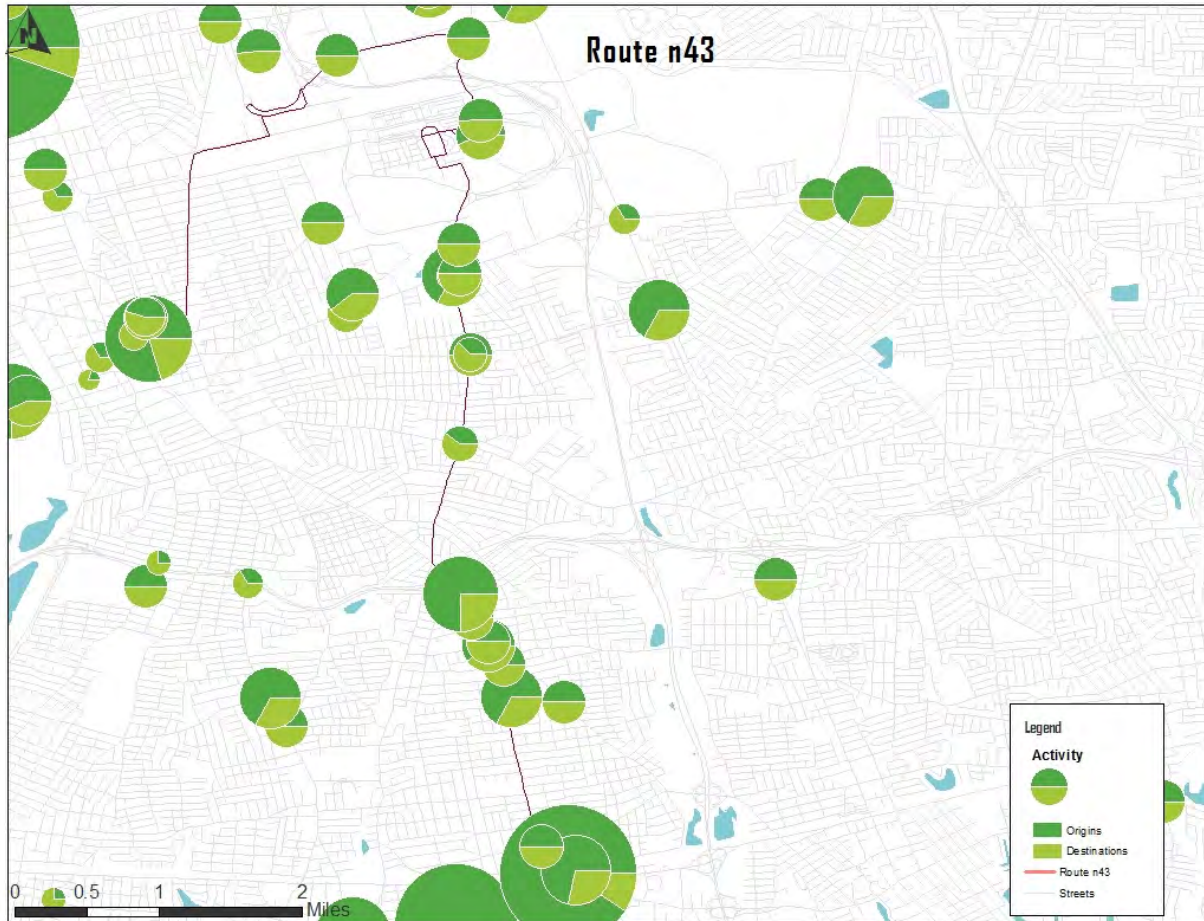 N
Route n43
Legend
Activity
Origins
Destinations
Route n43
Streets
0 0.5 1 2
Miles